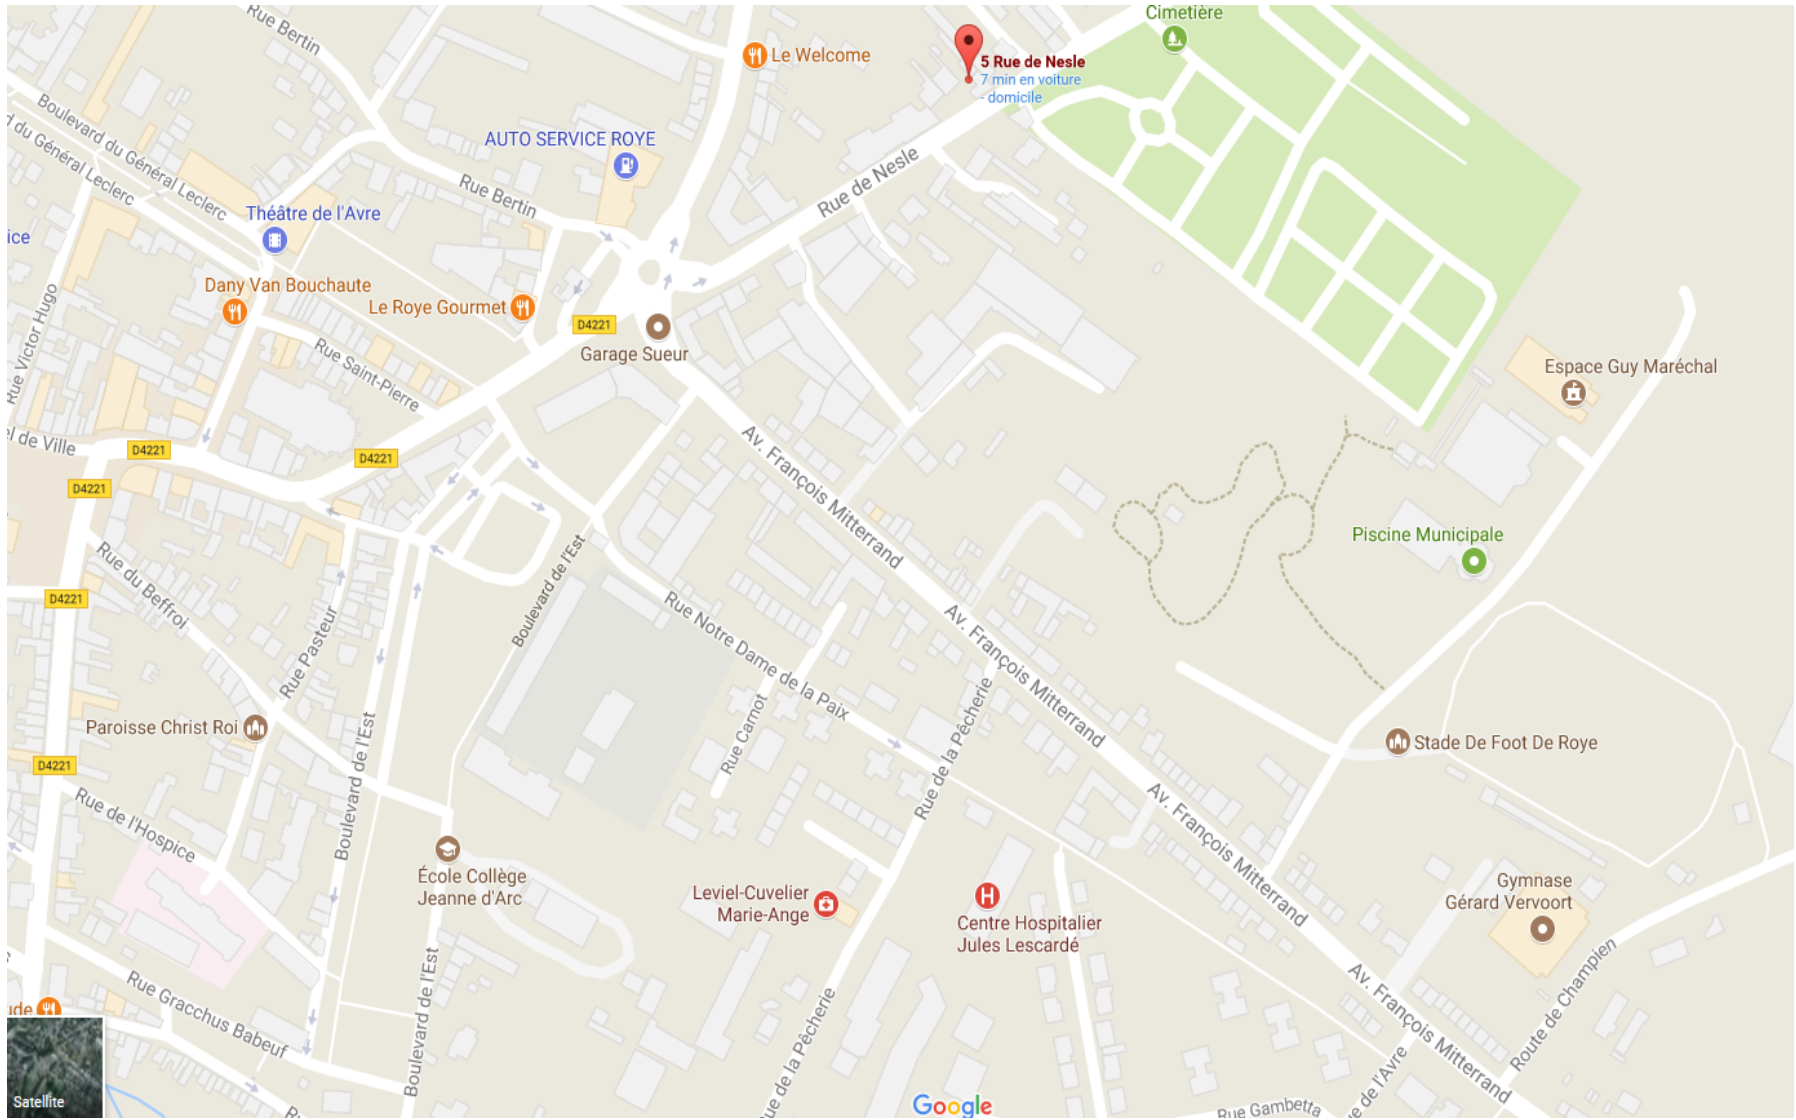 Cimetière
Rue Bertin
Le Welcome
5 Rue de Nesle
7 min en voiture
- domicile
Boulevard du Général Leclerc
d du Général Leclerc
AUTO SERVICE ROYE
Rue Bertin
Rue de Nesle
Théâtre de l'Avre
ice
Dany Van Bouchaute
Le Roye Gourmet
D4221
Garage Sueur
Rue Victor Hugo
Rue Saint-Pierre
Espace Guy Maréchal
el de Ville
D4221
D4221
D4221
Av. François Mitterrand
Piscine Municipale
Rue du Beffroi
D4221
Boulevard de l'Est
Rue Notre Dame de la Paix
Av. François Mitterrand
Rue Pasteur
Paroisse Christ Roi
Rue Carnot
Rue de la Pêcherie
Stade De Foot De Roye
D4221
Boulevard de l'Est
Rue de l'Hospice
Av. François Mitterrand
École Collège
Jeanne d'Arc
Leviel-Cuvelier
Marie-Ange
Centre Hospitalier
Jules Lescardé
Gymnase
Gérard Vervoort
Rue Gracchus Babeuf
Boulevard de l'Est
ude
Av. François Mitterrand
Route de Champien
ue de la Pêcherie
e de l'Avre
Rue Gambetta
Satellite
Google